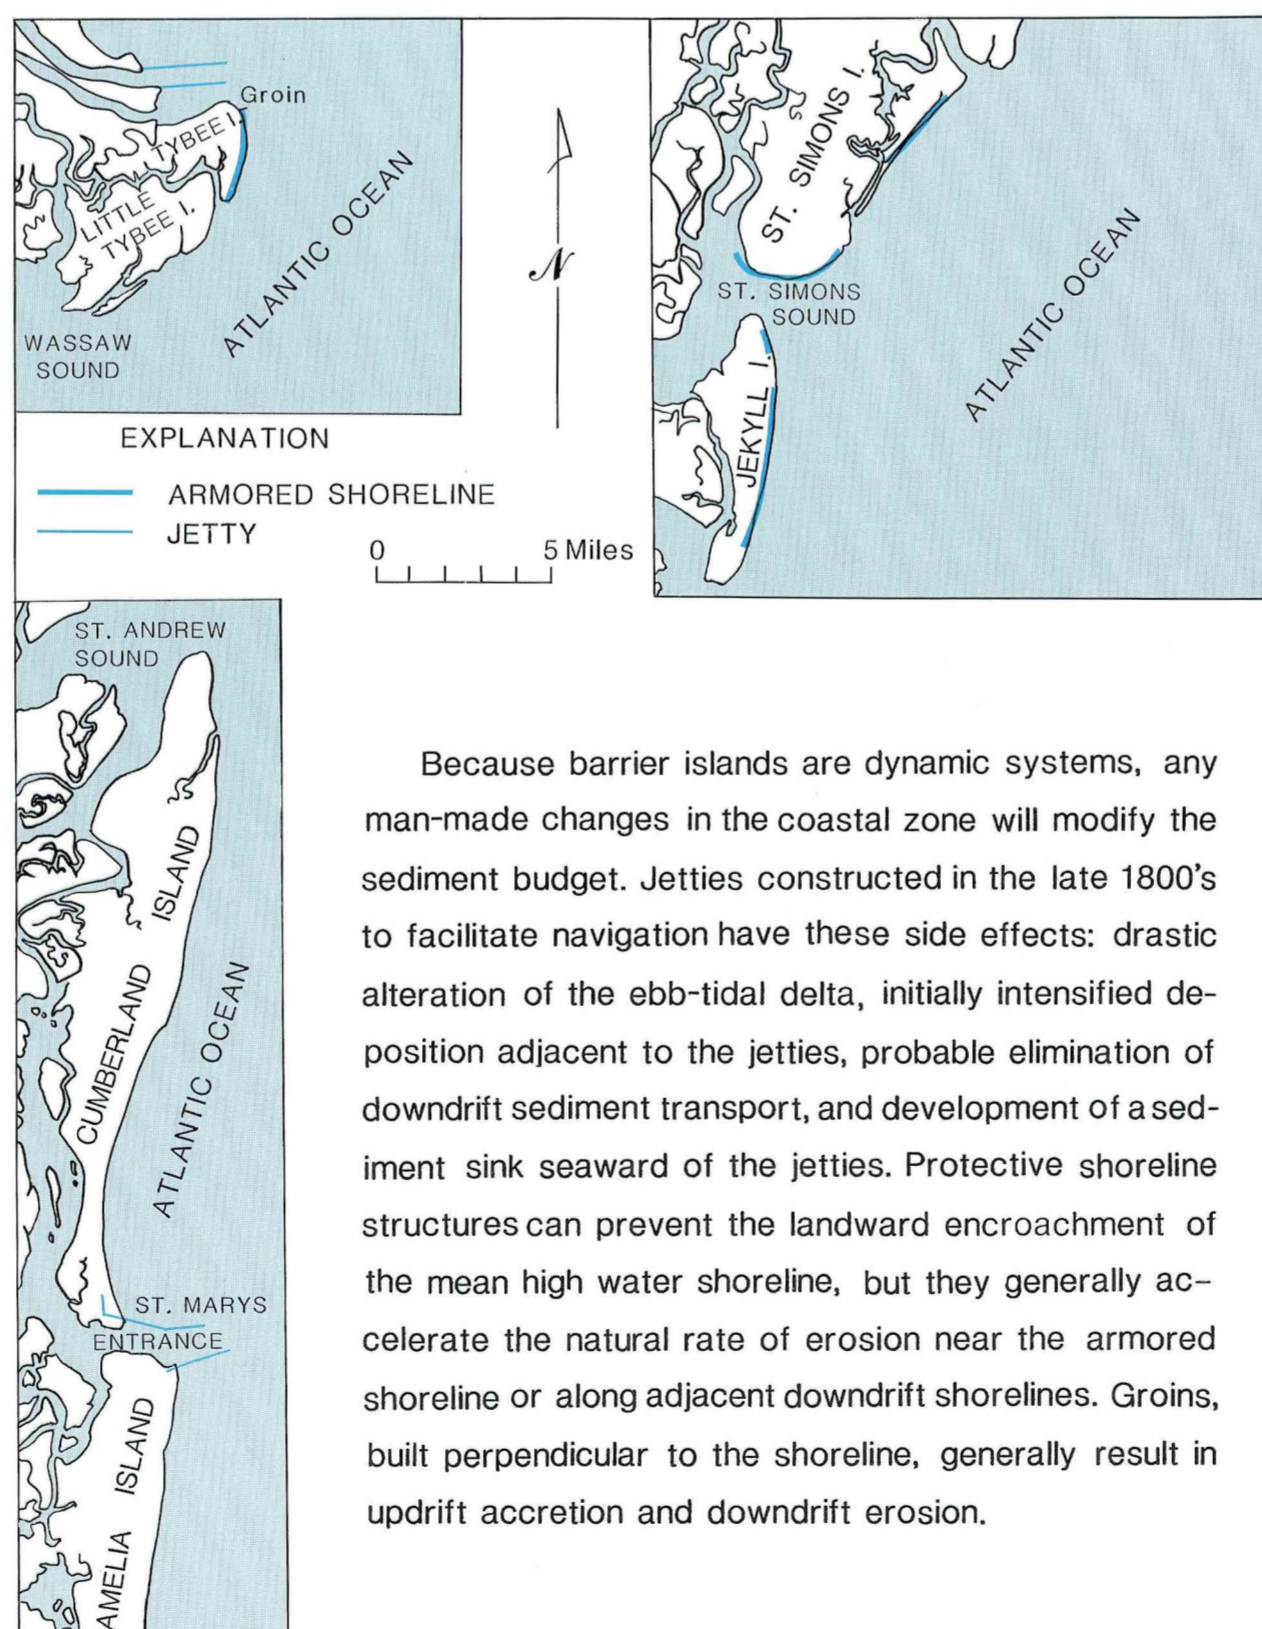 Groin
TYBEE I.
LITTLE
TYBEE I.
ATLANTIC OCEAN
WASSAW
SOUND
N
ST. SIMONS I.
ST. SIMONS
SOUND
JEKYLL I.
ATLANTIC OCEAN
EXPLANATION
ARMORED SHORELINE
JETTY
0 5 Miles
ST. ANDREW
SOUND
CUMBERLAND ISLAND
ATLANTIC OCEAN
ST. MARYS
ENTRANCE
AMELIA ISLAND
Because barrier islands are dynamic systems, any
man-made changes in the coastal zone will modify the
sediment budget. Jetties constructed in the late 1800's
to facilitate navigation have these side effects: drastic
alteration of the ebb-tidal delta, initially intensified de-
position adjacent to the jetties, probable elimination of
downdrift sediment transport, and development of a sed-
iment sink seaward of the jetties. Protective shoreline
structures can prevent the landward encroachment of
the mean high water shoreline, but they generally ac-
celerate the natural rate of erosion near the armored
shoreline or along adjacent downdrift shorelines. Groins,
built perpendicular to the shoreline, generally result in
updrift accretion and downdrift erosion.